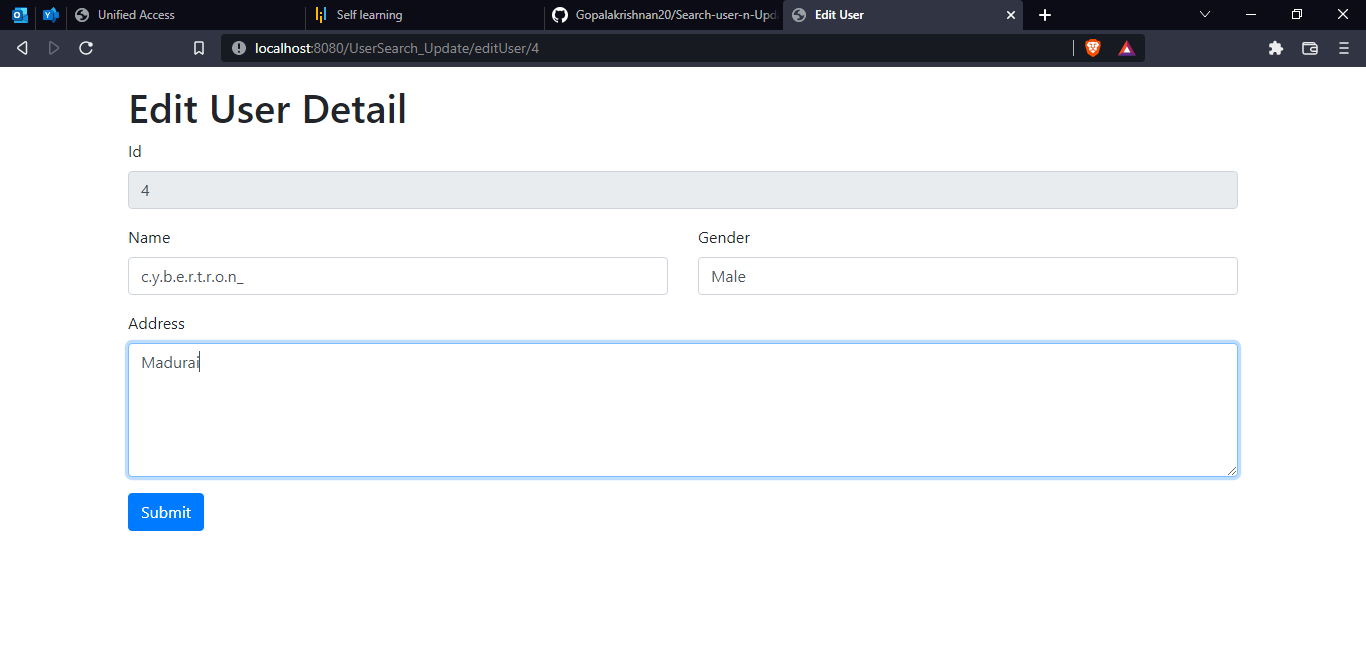 Unified Access
Self learning
Gopalakrishnan20/Search-user-n-Upd
Edit User
localhost:8080/UserSearch_Update/editUser/4
Edit User Detail
Id
4
Name
Gender
c.y.b.e.r.t.r.o.n_
Male
Address
Madurai
Submit